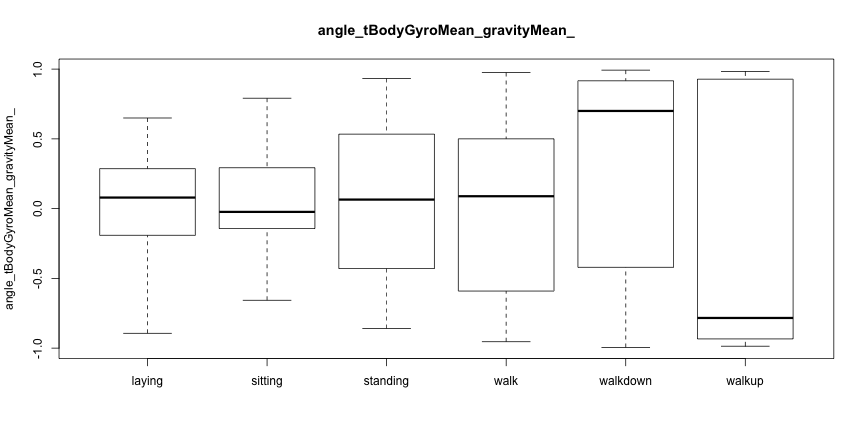 angle_tBodyGyroMean_gravityMean_
angle_tBodyGyroMean_gravityMean_
1.0
0.5
0.0
-0.5
-1.0
laying sitting standing walk walkdown walkup